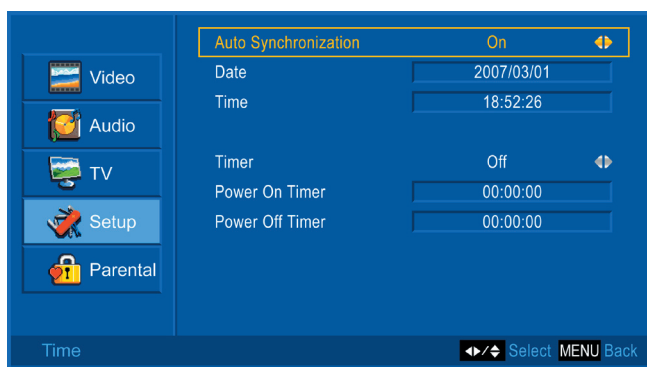 Video
Audio
TV
Setup
Parental
Auto Synchronization On
Date 2007/03/01
Time 18:52:26
Timer Off
Power On Timer 00:00:00
Power Off Timer 00:00:00
Time
Select MENU Back